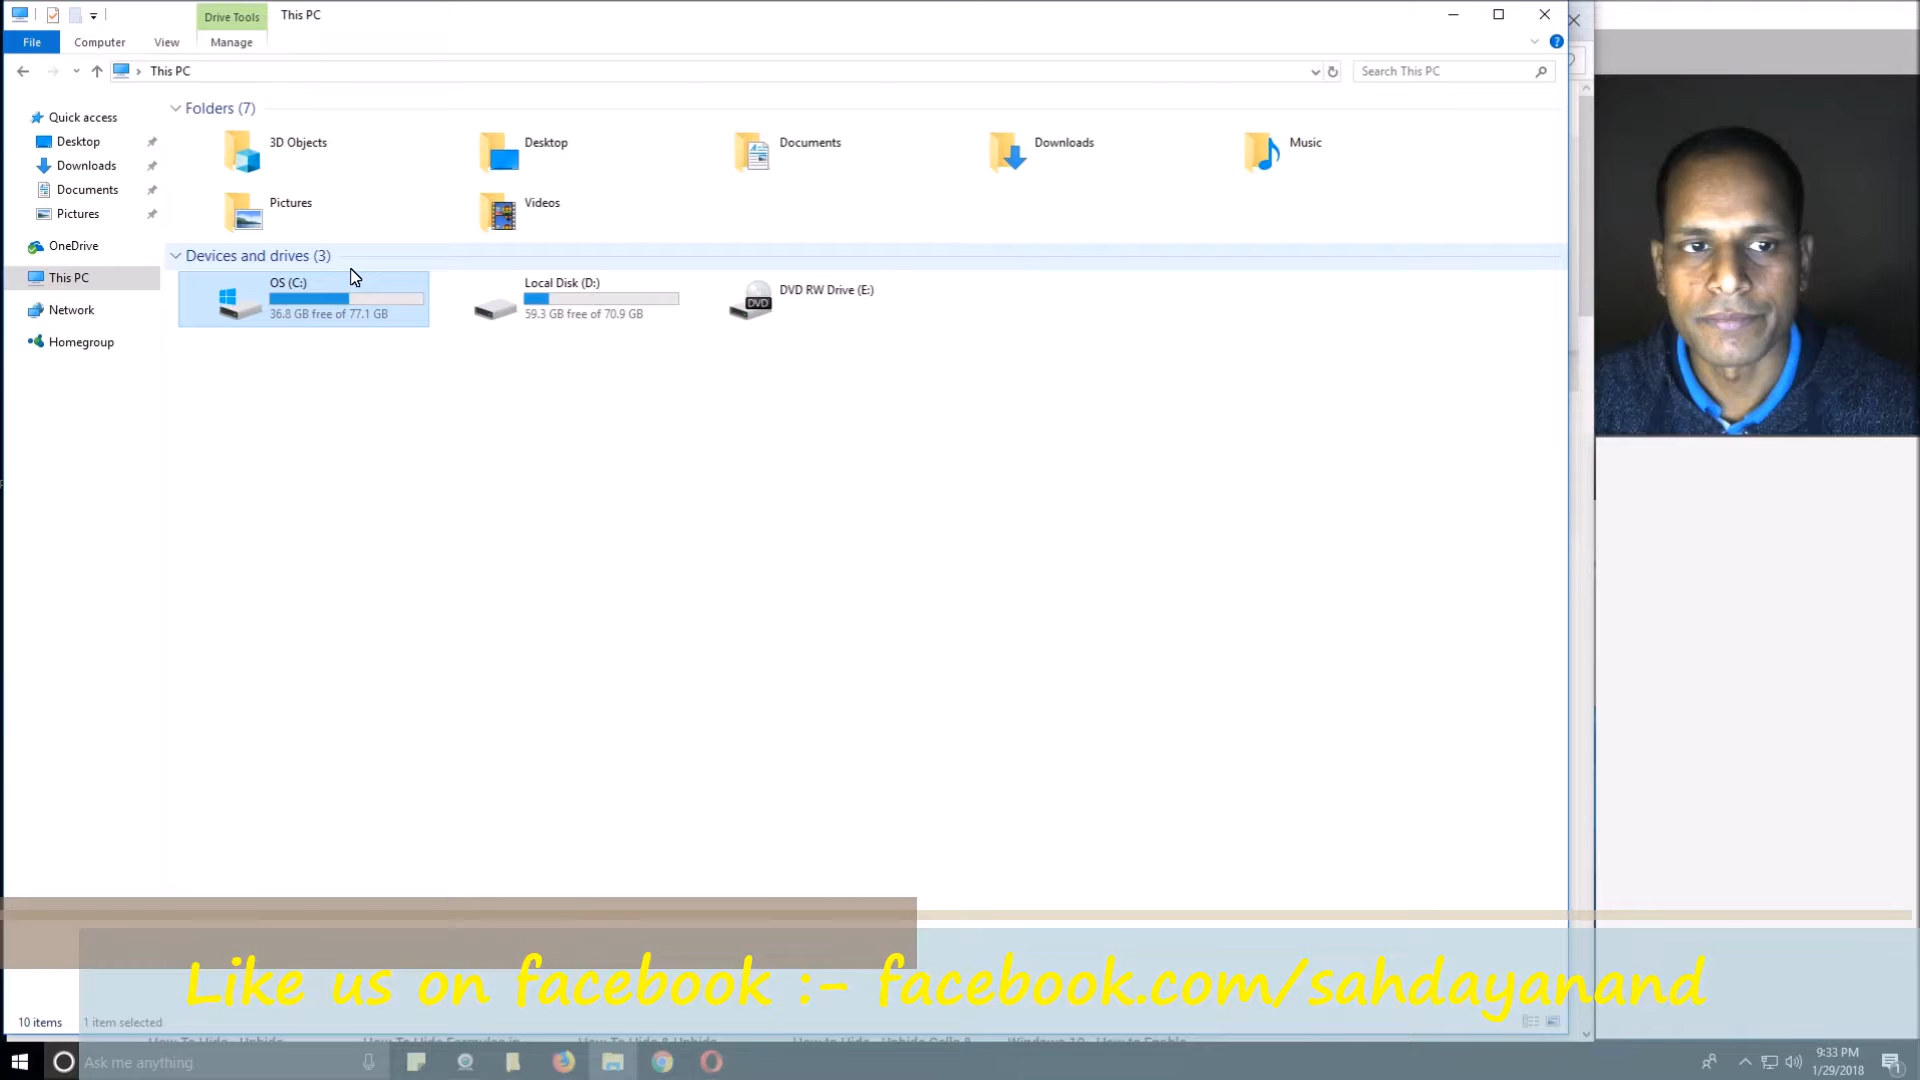 Drive Tools
This PC
File
Computer
View
Manage
This PC
Search This PC
Quick access
Desktop
Downloads
Documents
Pictures
OneDrive
This PC
Network
Homegroup
Folders (7)
3D Objects
Desktop
Documents
Downloads
Music
Pictures
Videos
Devices and drives (3)
OS (C:)
36.8 GB free of 77.1 GB
Local Disk (D:)
59.3 GB free of 70.9 GB
DVD RW Drive (E:)
DVD
Like us on facebook :- facebook.com/sahdayanand
10 items
1 item selected
Ask me anything
9:33 PM
1/29/2018
1